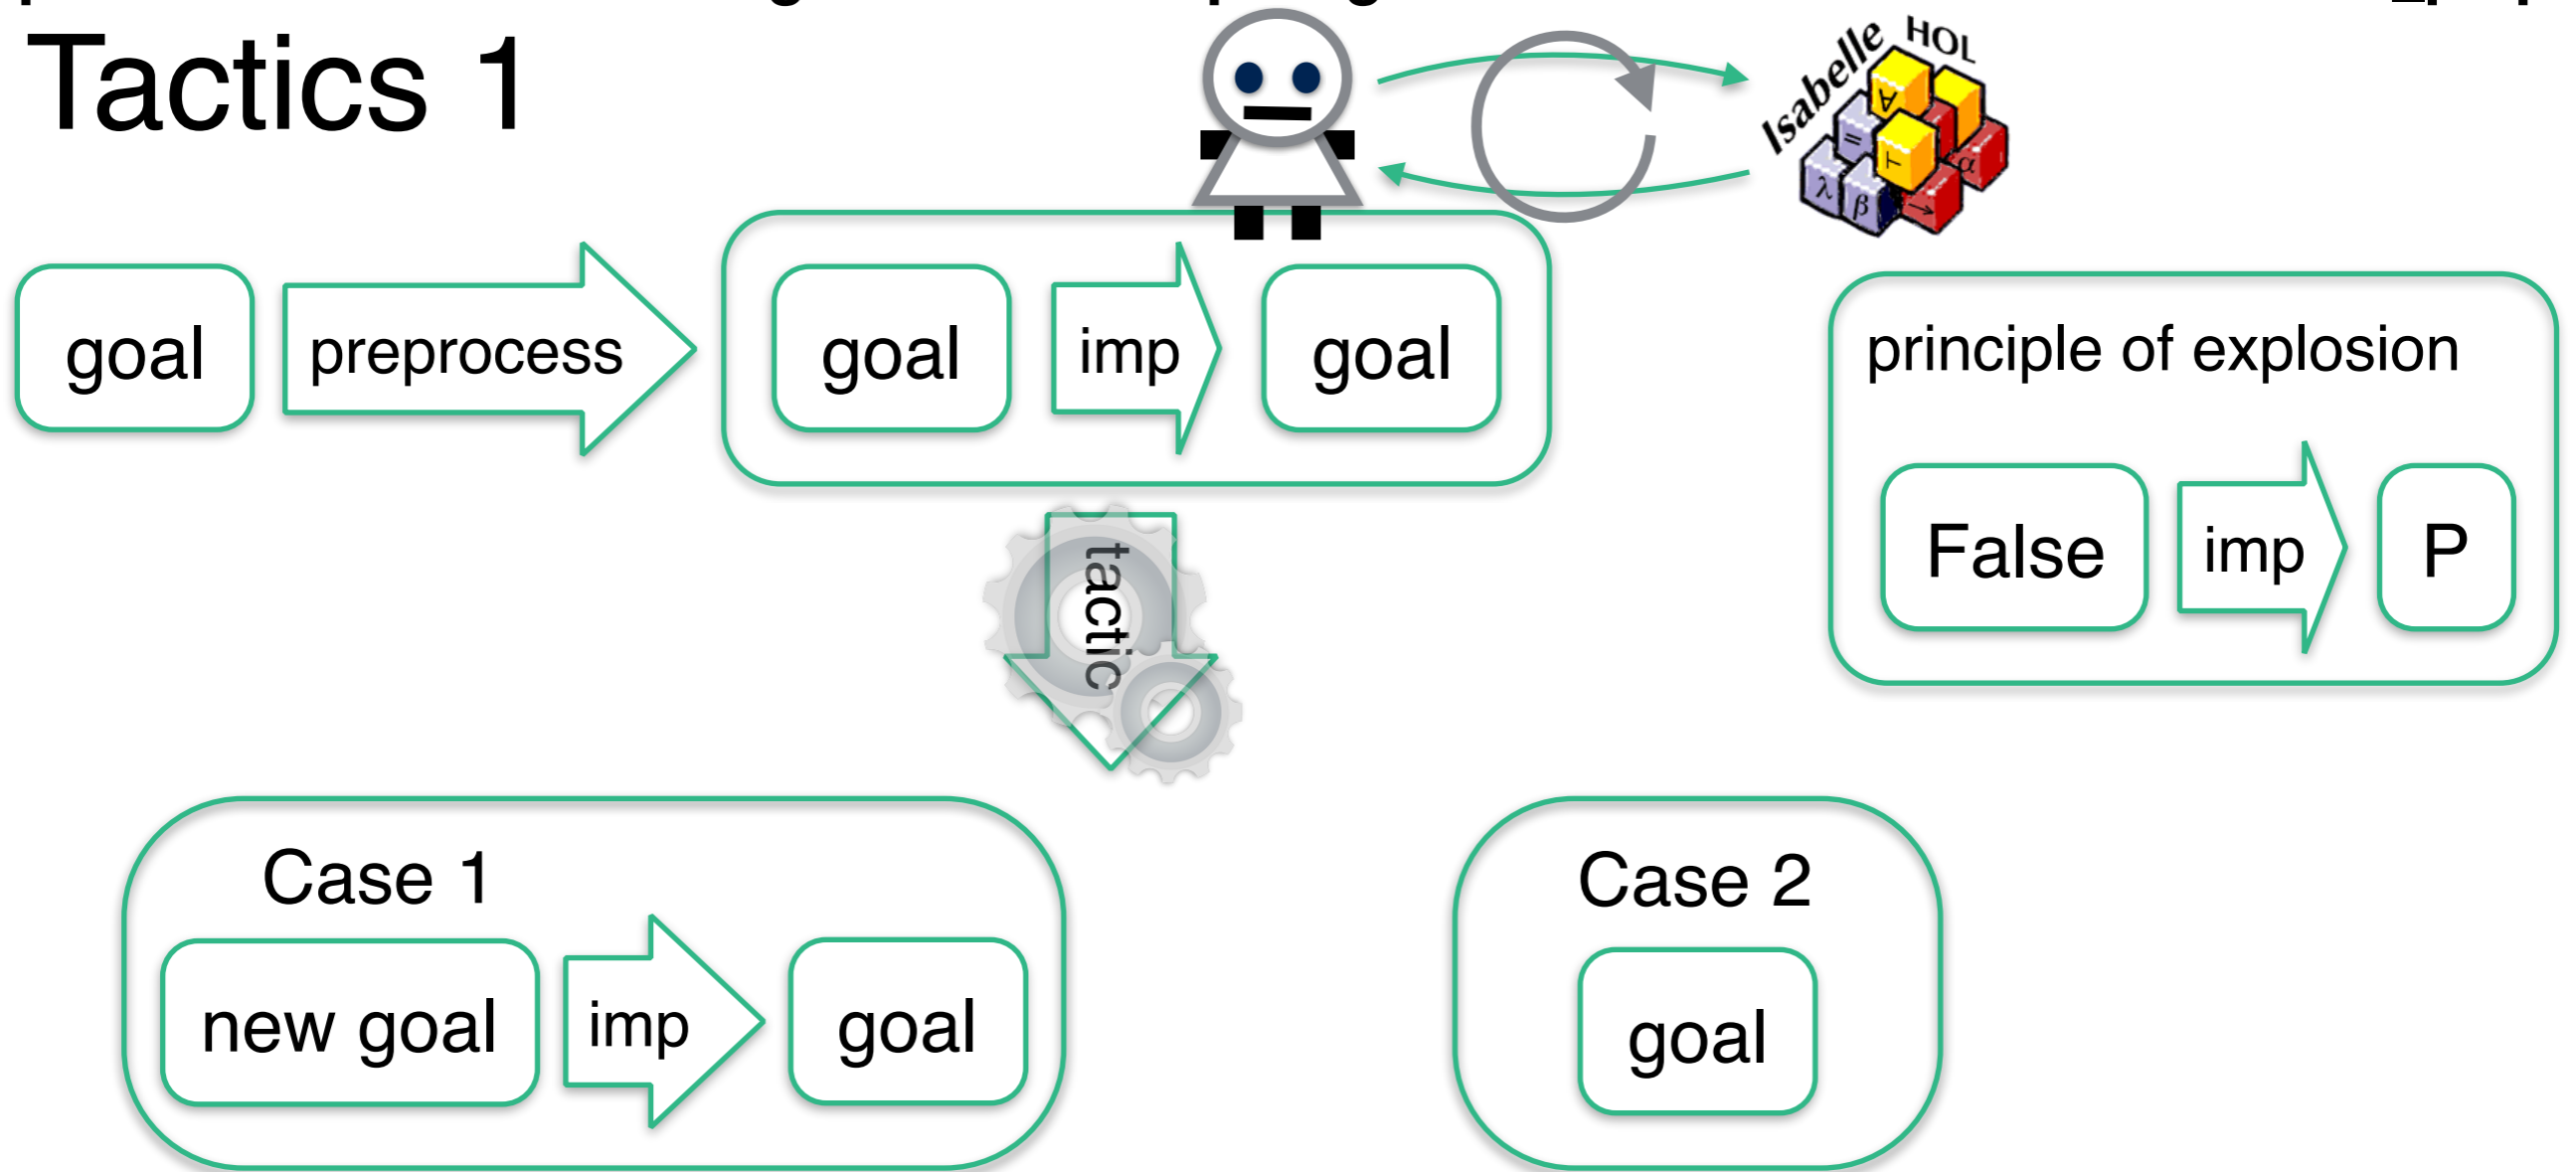 Tactics 1
Isabelle
HOL
∀
=
⊢
α
λ
β
→
goal
preprocess
goal
imp
goal
principle of explosion
False
imp
P
tactic
Case 1
new goal
imp
goal
Case 2
goal